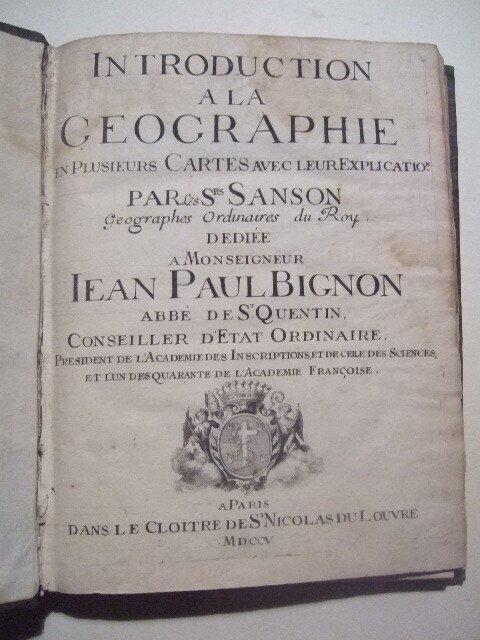 INTRODUCTION
A LA
GEOGRAPHIE
EN PLUSIEURS CARTES AVEC LEUR EXPLICATIOn
PAR Les Srs SANSON
Geographes Ordinaires du Roy.
DEDIÉE
A MONSEIGNEUR
IEAN PAUL BIGNON
ABBÉ DE St QUENTIN,
CONSEILLER D'ETAT ORDINAIRE,
PRESIDENT DE L'ACADEMIE DES INSCRIPTIONS, ET DE CELLE DES SCIENCES,
ET L'UN DES QUARANTE DE L'ACADEMIE FRANÇOISE.
A PARIS
DANS LE CLOITRE DE St NICOLAS DU LOUVRE
MDCCV